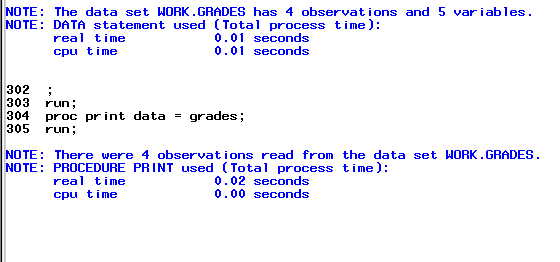 NOTE: The data set WORK.GRADES has 4 observations and 5 variables.
NOTE: DATA statement used (Total process time):
      real time           0.01 seconds
      cpu time            0.01 seconds
302  ;
303  run;
304  proc print data = grades;
305  run;
NOTE: There were 4 observations read from the data set WORK.GRADES.
NOTE: PROCEDURE PRINT used (Total process time):
      real time           0.02 seconds
      cpu time            0.00 seconds